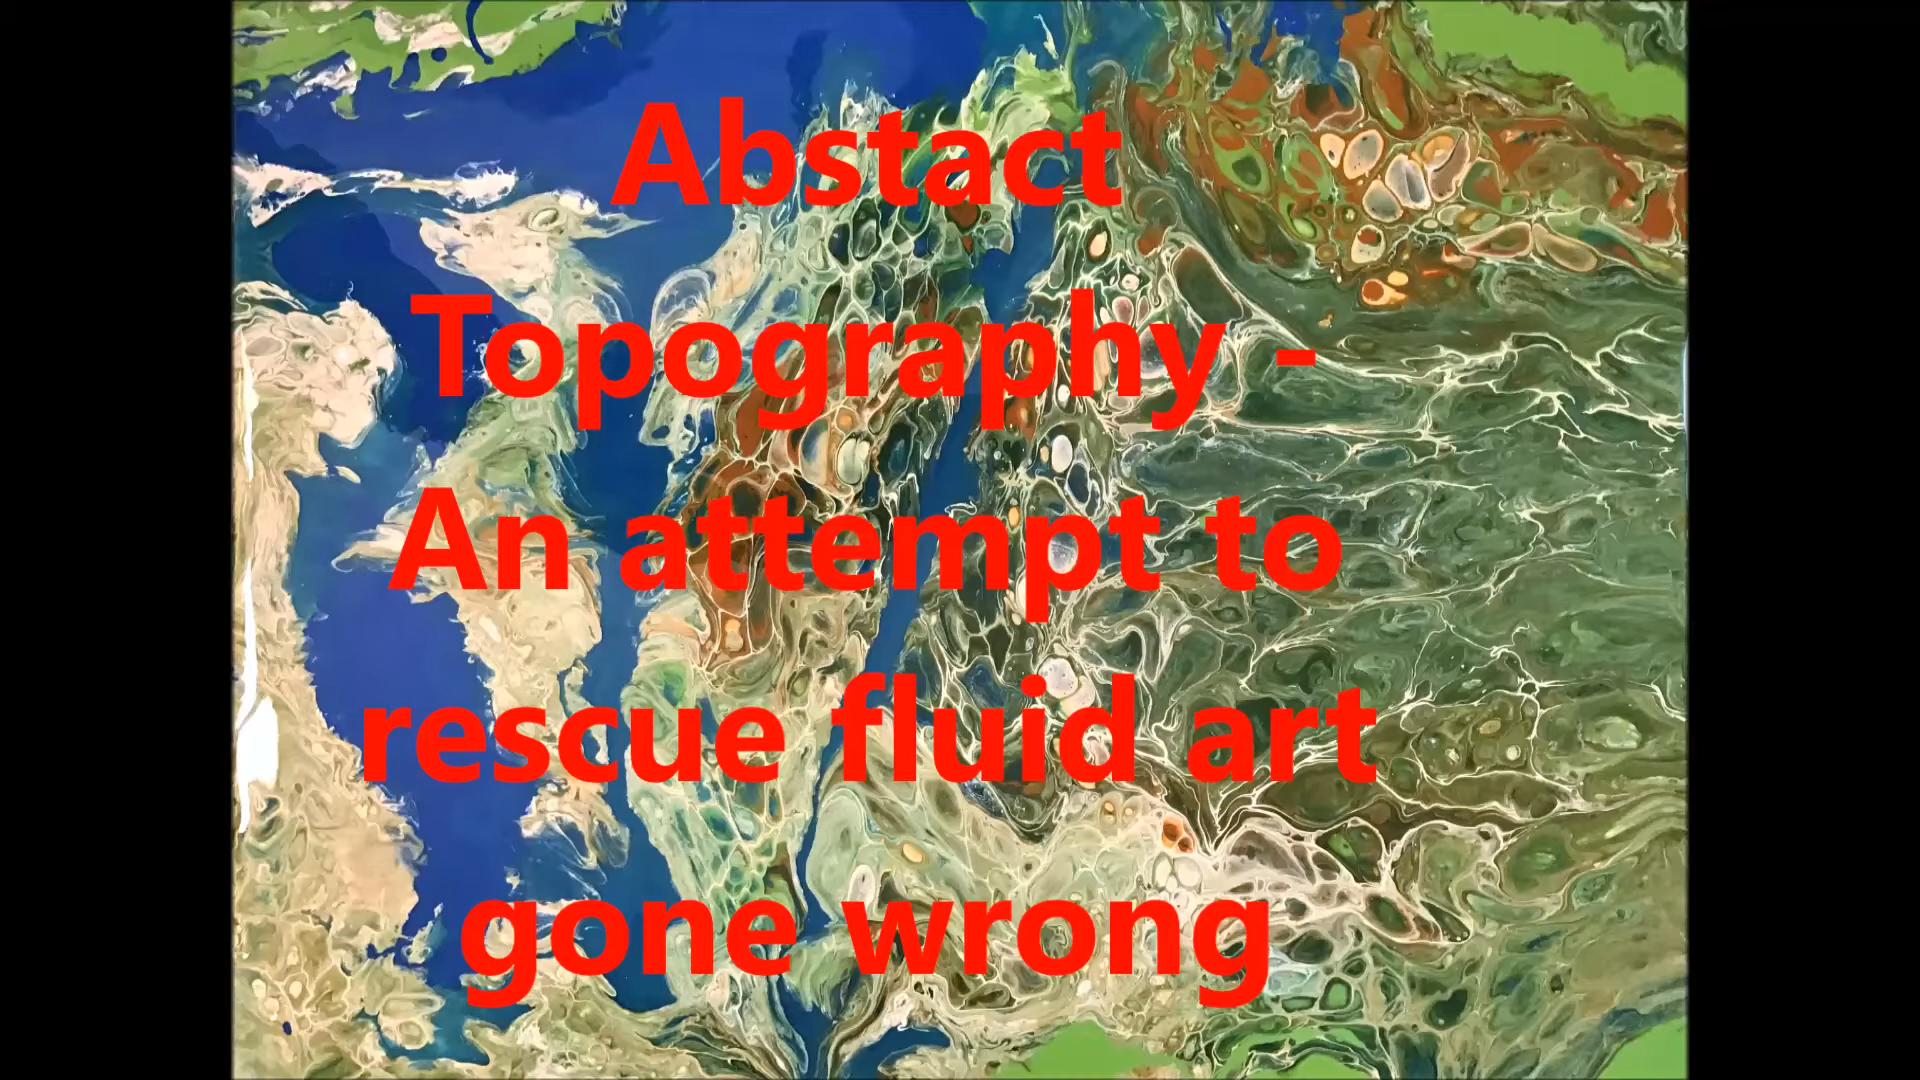 Abstact
Topography -
An attempt to
rescue fluid art
gone wrong